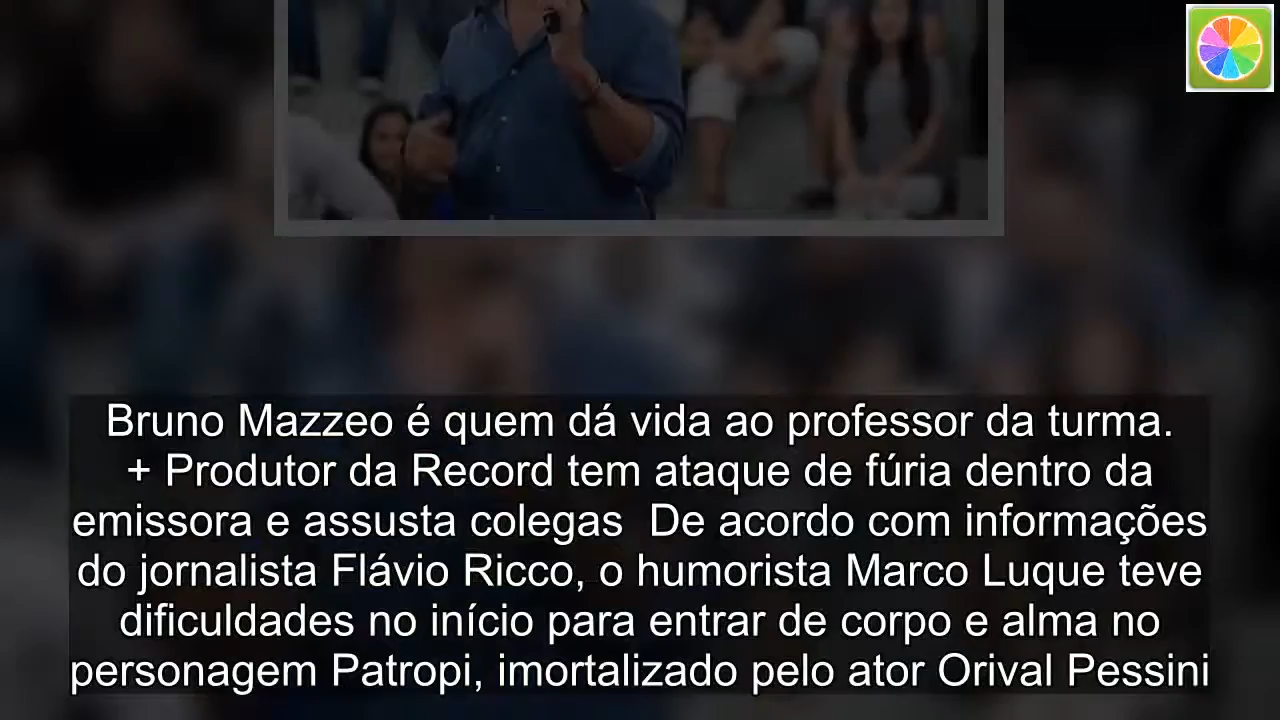 Bruno Mazzeo é quem dá vida ao professor da turma.
+ Produtor da Record tem ataque de fúria dentro da
emissora e assusta colegas  De acordo com informações
do jornalista Flávio Ricco, o humorista Marco Luque teve
dificuldades no início para entrar de corpo e alma no
personagem Patropi, imortalizado pelo ator Orival Pessini